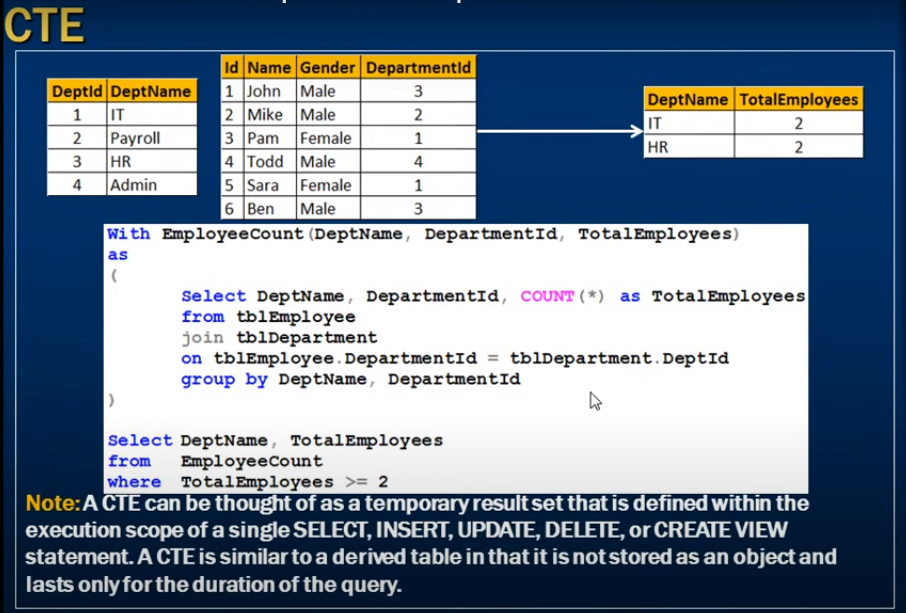 CTE
DeptId DeptName
1 IT
2 Payroll
3 HR
4 Admin
Id Name Gender DepartmentId
1 John Male 3
2 Mike Male 2
3 Pam Female 1
4 Todd Male 4
5 Sara Female 1
6 Ben Male 3
DeptName TotalEmployees
IT 2
HR 2
With EmployeeCount(DeptName, DepartmentId, TotalEmployees)
as
(
Select DeptName, DepartmentId, COUNT(*) as TotalEmployees
from tblEmployee
join tblDepartment
on tblEmployee.DepartmentId = tblDepartment.DeptId
group by DeptName, DepartmentId
)
Select DeptName, TotalEmployees
from EmployeeCount
where TotalEmployees >= 2
Note: A CTE can be thought of as a temporary result set that is defined within the
execution scope of a single SELECT, INSERT, UPDATE, DELETE, or CREATE VIEW
statement. A CTE is similar to a derived table in that it is not stored as an object and
lasts only for the duration of the query.